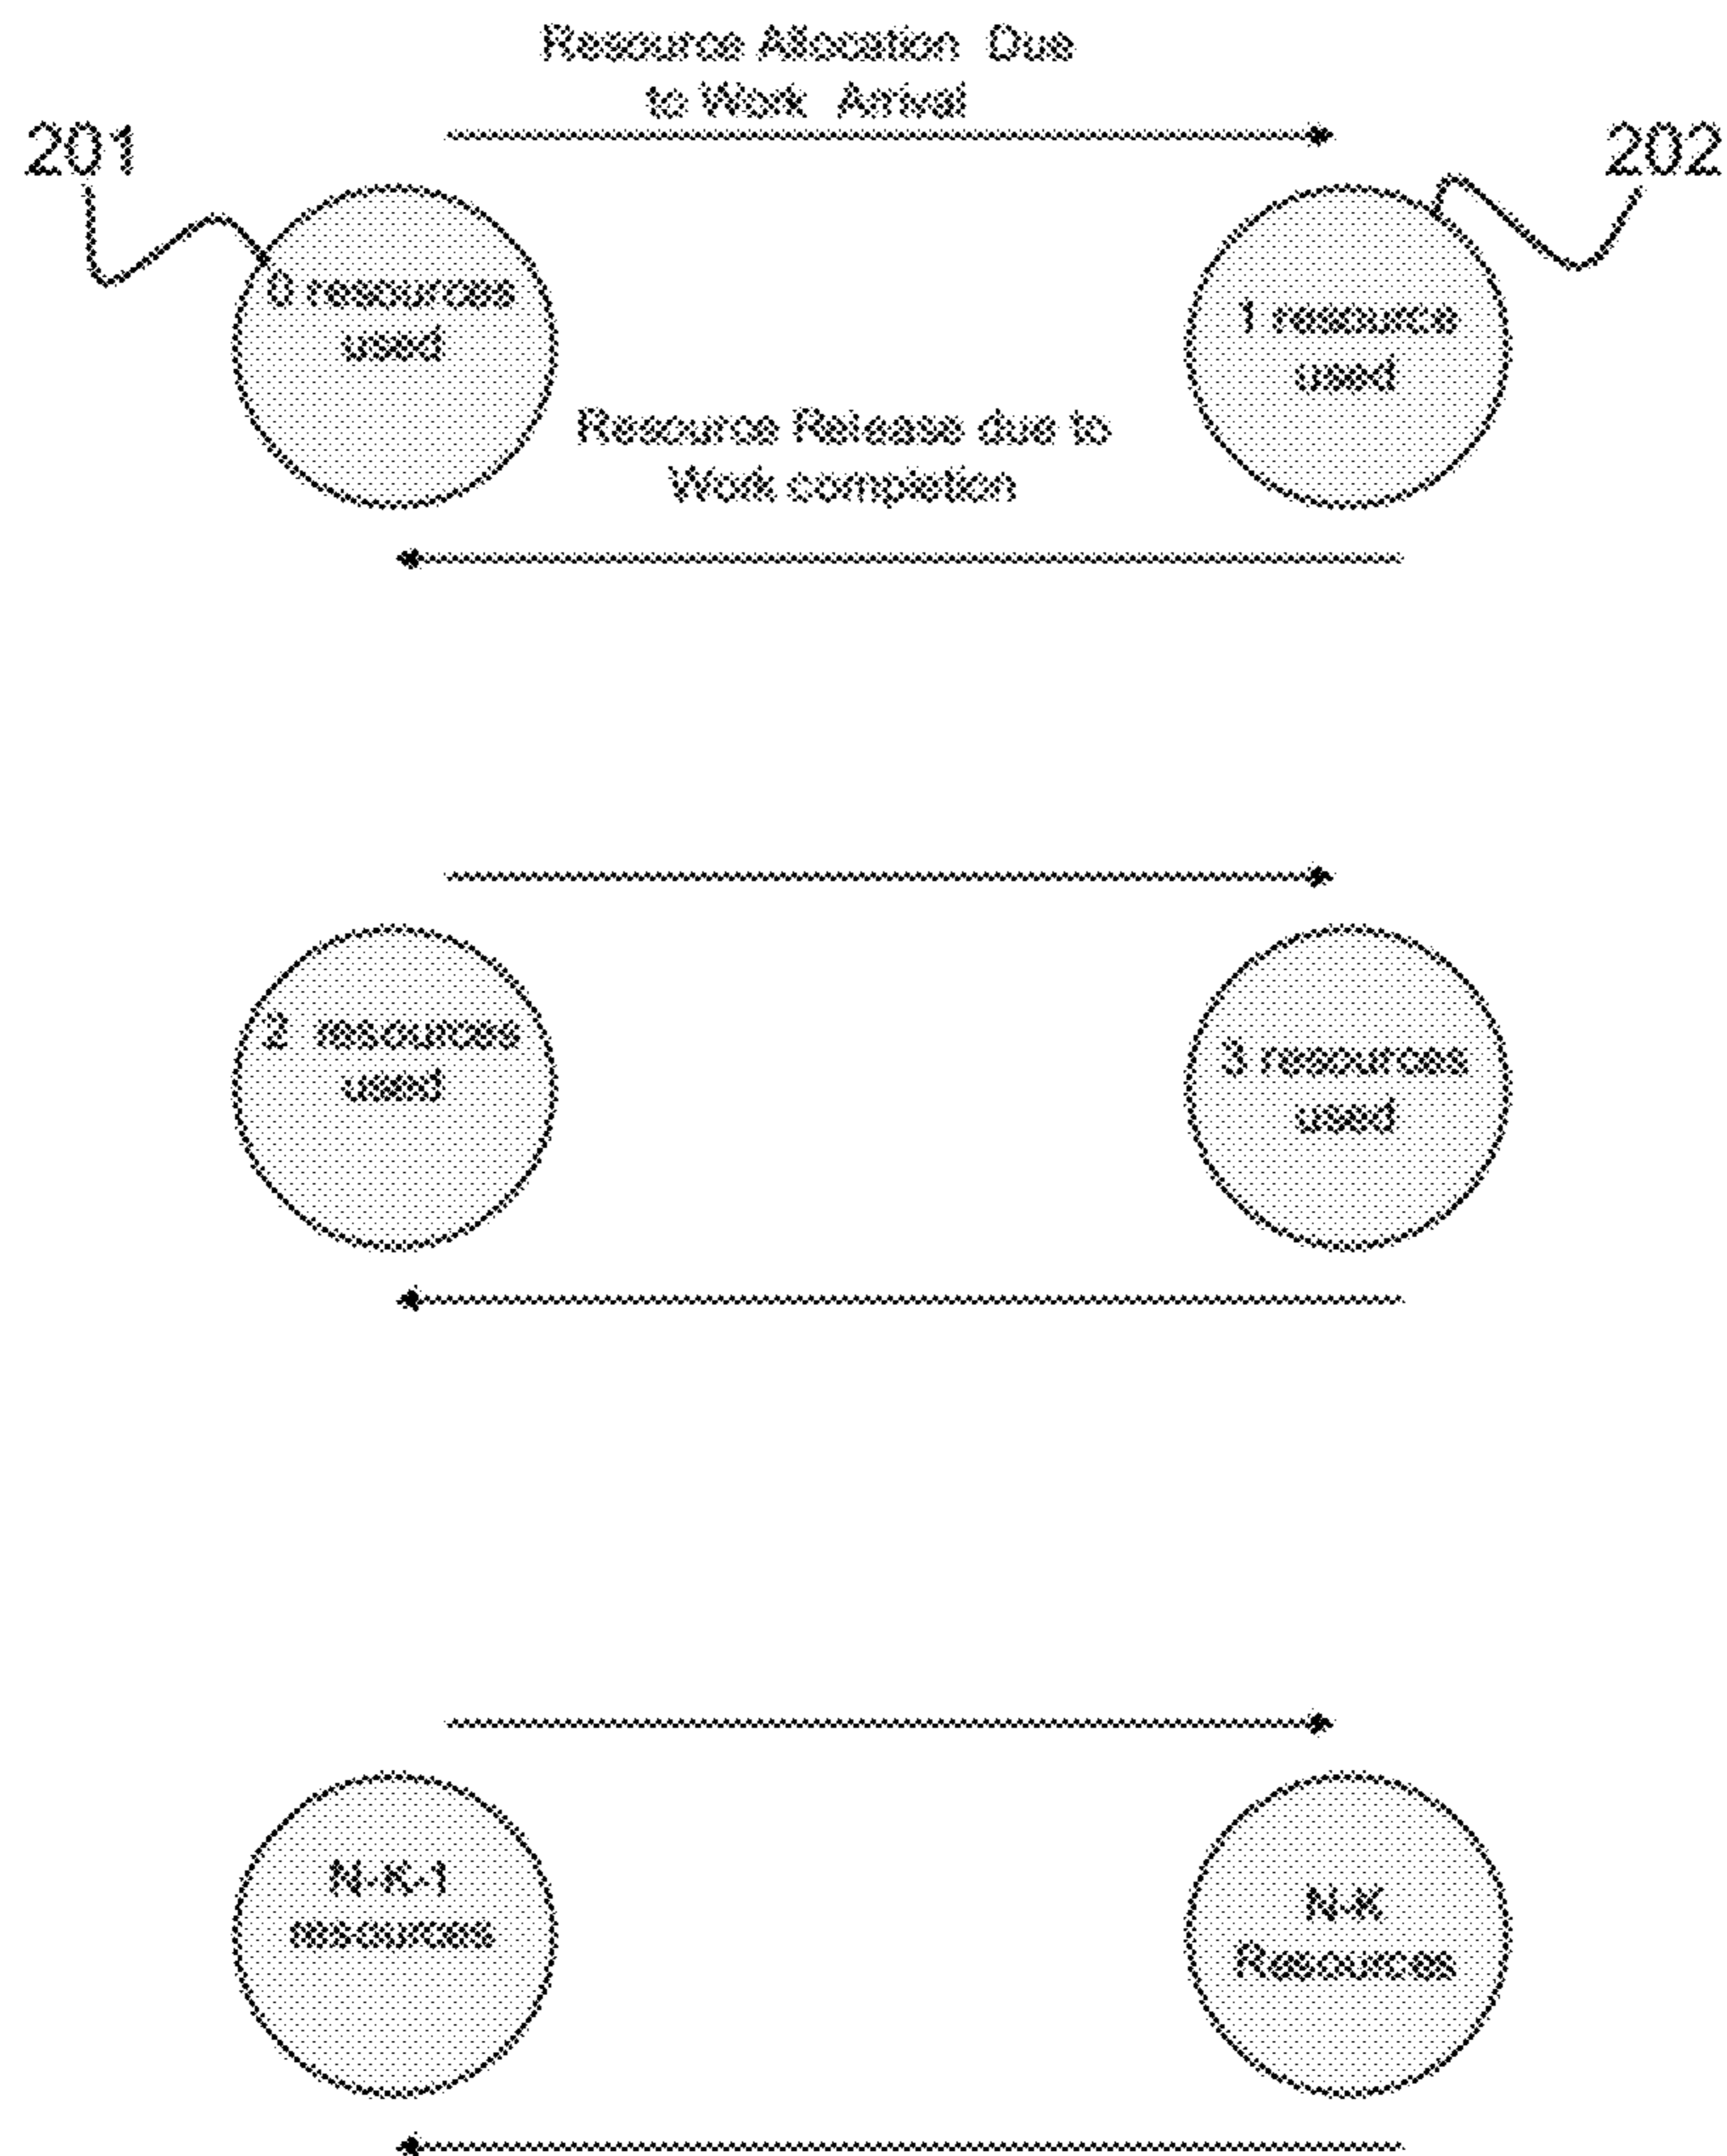 Resource Allocation Due
to Work Arrival
201
202
0 resources
used
1 resource
used
Resource Release due to
Work completion
2 resources
used
3 resources
used
N-K-1
resources
N-K
Resources